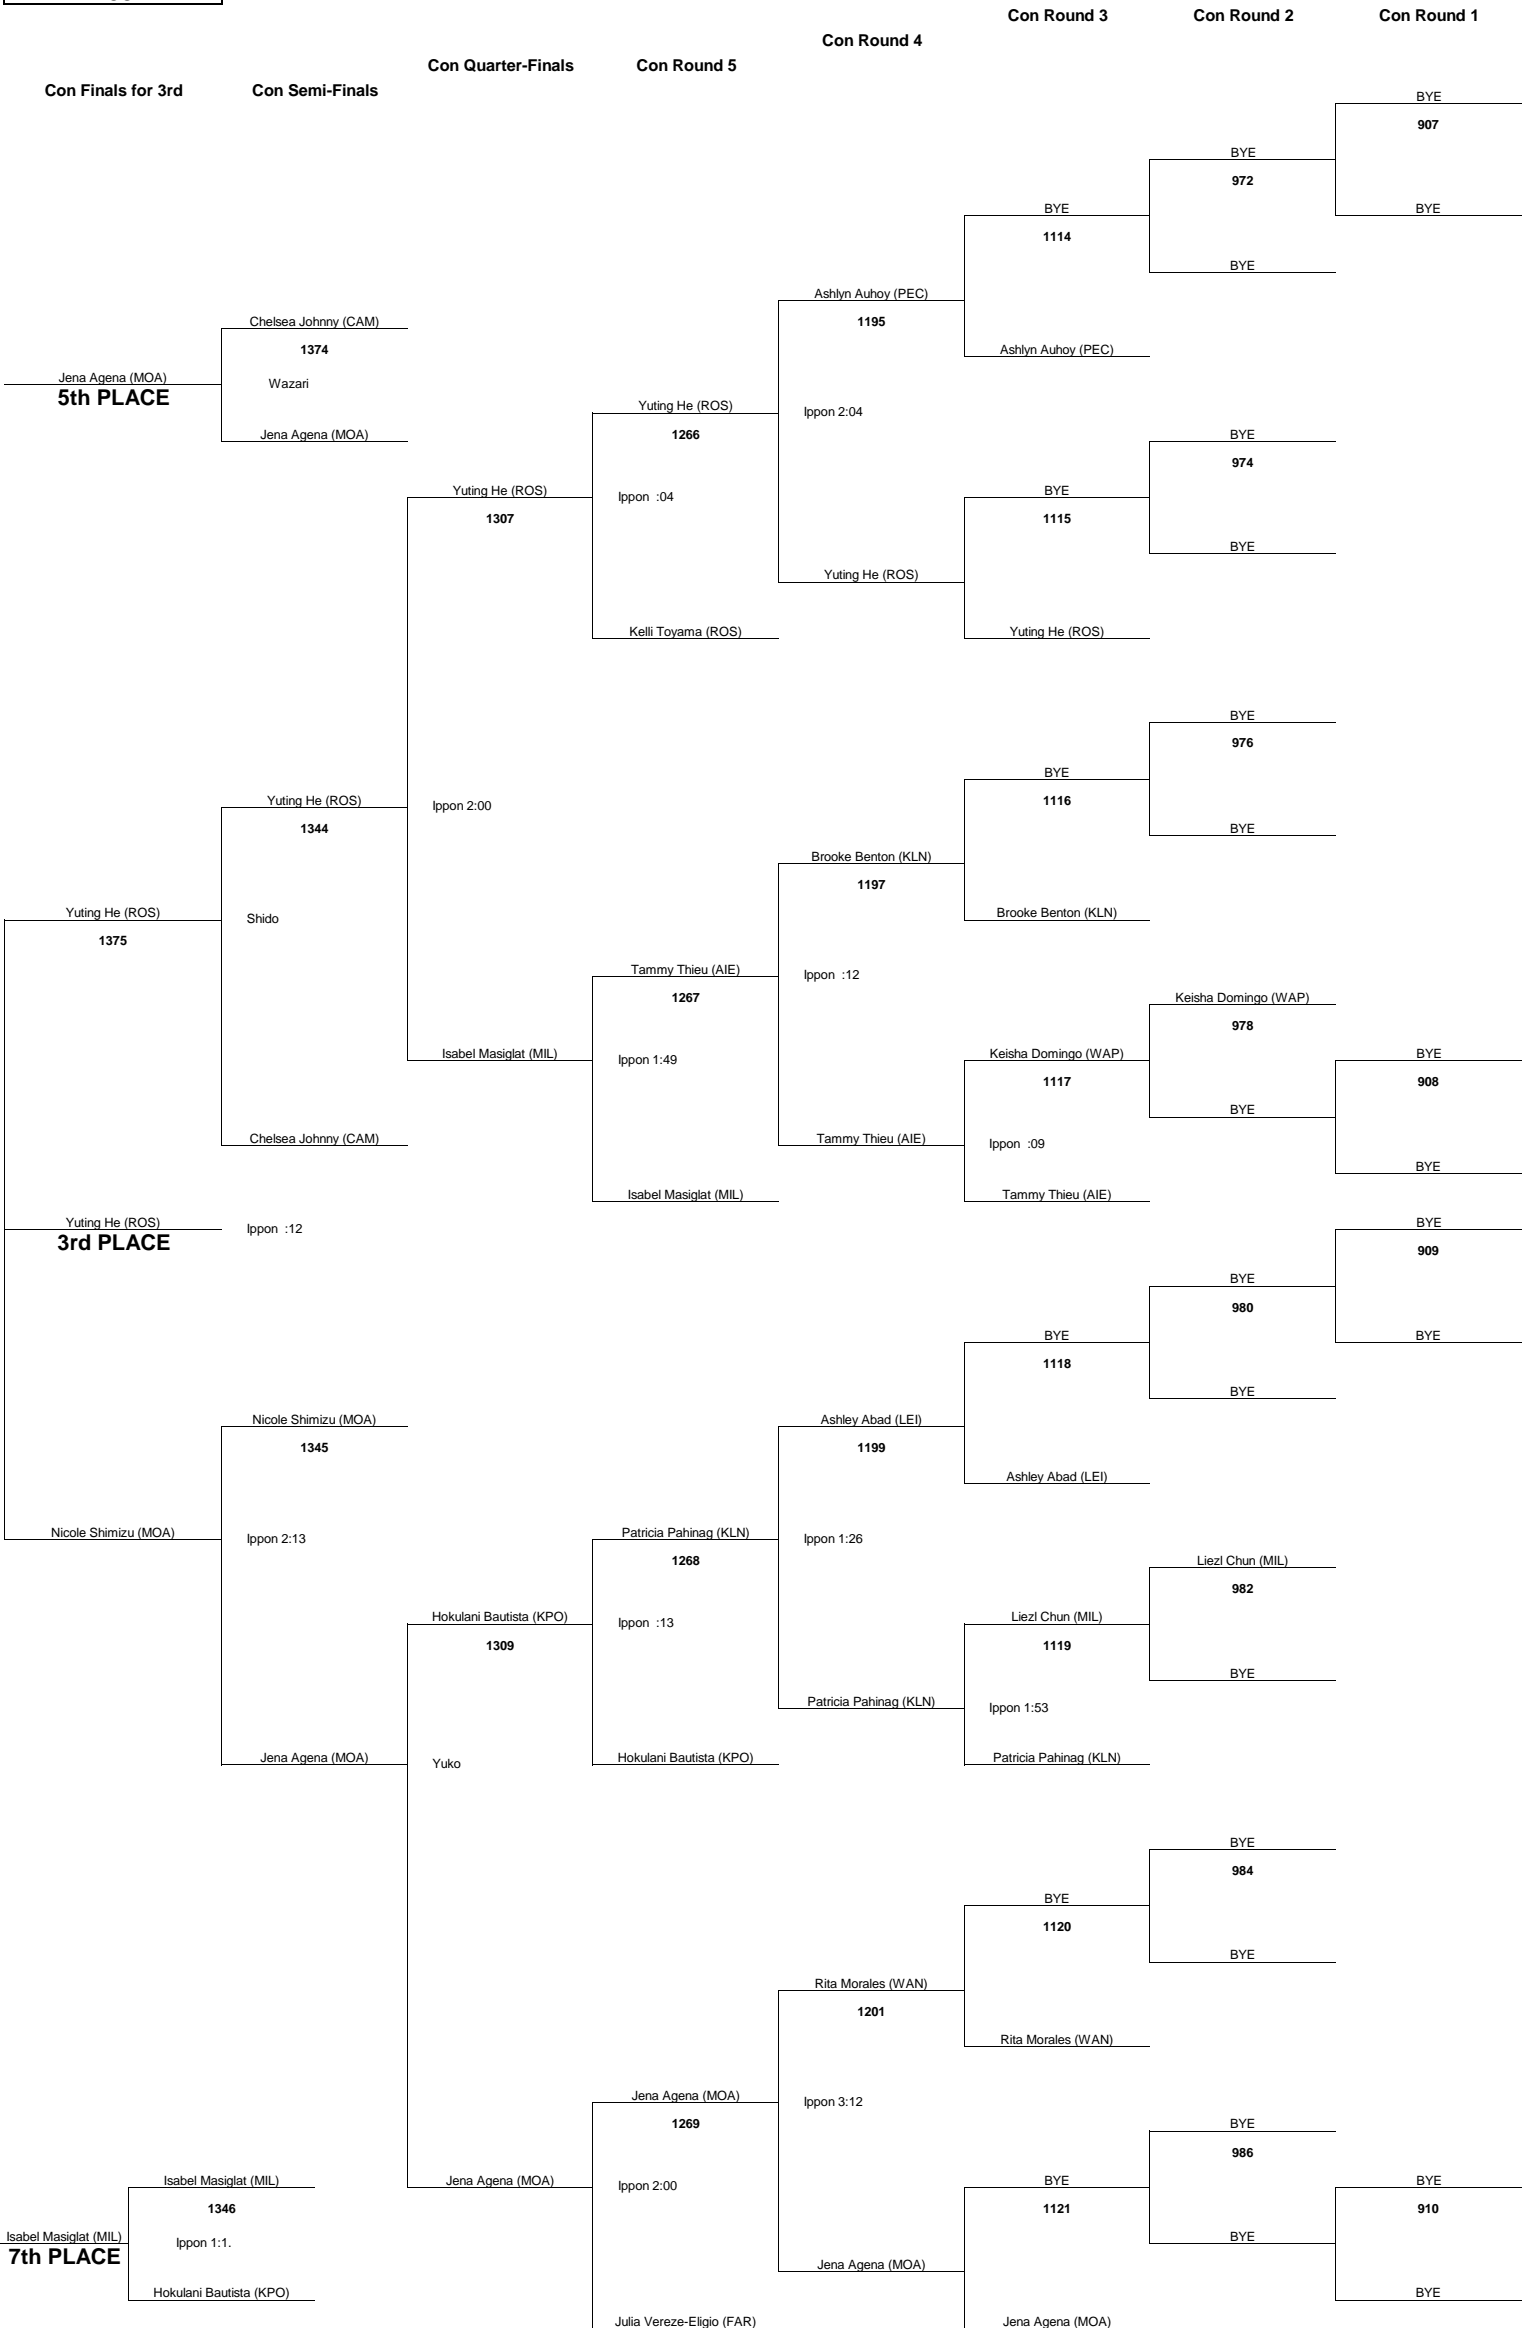 Con Round 3 Con Round 2 Con Round 1
Con Round 4
Con Quarter-Finals Con Round 5
Con Finals for 3rd Con Semi-Finals
BYE
907
BYE
972
BYE BYE
1114
BYE
Ashlyn Auhoy (PEC)
1195
Chelsea Johnny (CAM)
1374 Ashlyn Auhoy (PEC)
Jena Agena (MOA)
Wazari
5th PLACE
Yuting He (ROS)
Ippon 2:04
Jena Agena (MOA) 1266 BYE
974
Yuting He (ROS) Ippon :04 BYE
1307 1115
BYE
Yuting He (ROS)
Kelli Toyama (ROS) Yuting He (ROS)
BYE
976
BYE
Yuting He (ROS) Ippon 2:00 1116
1344 BYE
Brooke Benton (KLN)
1197
Yuting He (ROS) Shido Brooke Benton (KLN)
1375
Tammy Thieu (AIE) Ippon :12
1267 Keisha Domingo (WAP)
978
Isabel Masiglat (MIL) Ippon 1:49 Keisha Domingo (WAP) BYE
1117 908
BYE
Chelsea Johnny (CAM) Tammy Thieu (AIE) Ippon :09
BYE
Isabel Masiglat (MIL) Tammy Thieu (AIE)
Yuting He (ROS) Ippon :12 BYE
3rd PLACE
909
BYE
980
BYE BYE
1118
BYE
Nicole Shimizu (MOA) Ashley Abad (LEI)
1345 1199
Ashley Abad (LEI)
Nicole Shimizu (MOA) Ippon 2:13 Patricia Pahinag (KLN) Ippon 1:26
1268 Liezl Chun (MIL)
982
Hokulani Bautista (KPO) Ippon :13 Liezl Chun (MIL)
1309 1119
BYE
Patricia Pahinag (KLN) Ippon 1:53
Jena Agena (MOA) Yuko Hokulani Bautista (KPO) Patricia Pahinag (KLN)
BYE
984
BYE
1120
BYE
Rita Morales (WAN)
1201
Rita Morales (WAN)
Jena Agena (MOA) Ippon 3:12
1269 BYE
986
Isabel Masiglat (MIL) Jena Agena (MOA) Ippon 2:00 BYE BYE
1346 1121 910
Isabel Masiglat (MIL) Ippon 1:1. BYE
7th PLACE
Jena Agena (MOA)
Hokulani Bautista (KPO) BYE
Julia Vereze-Eligio (FAR) Jena Agena (MOA)